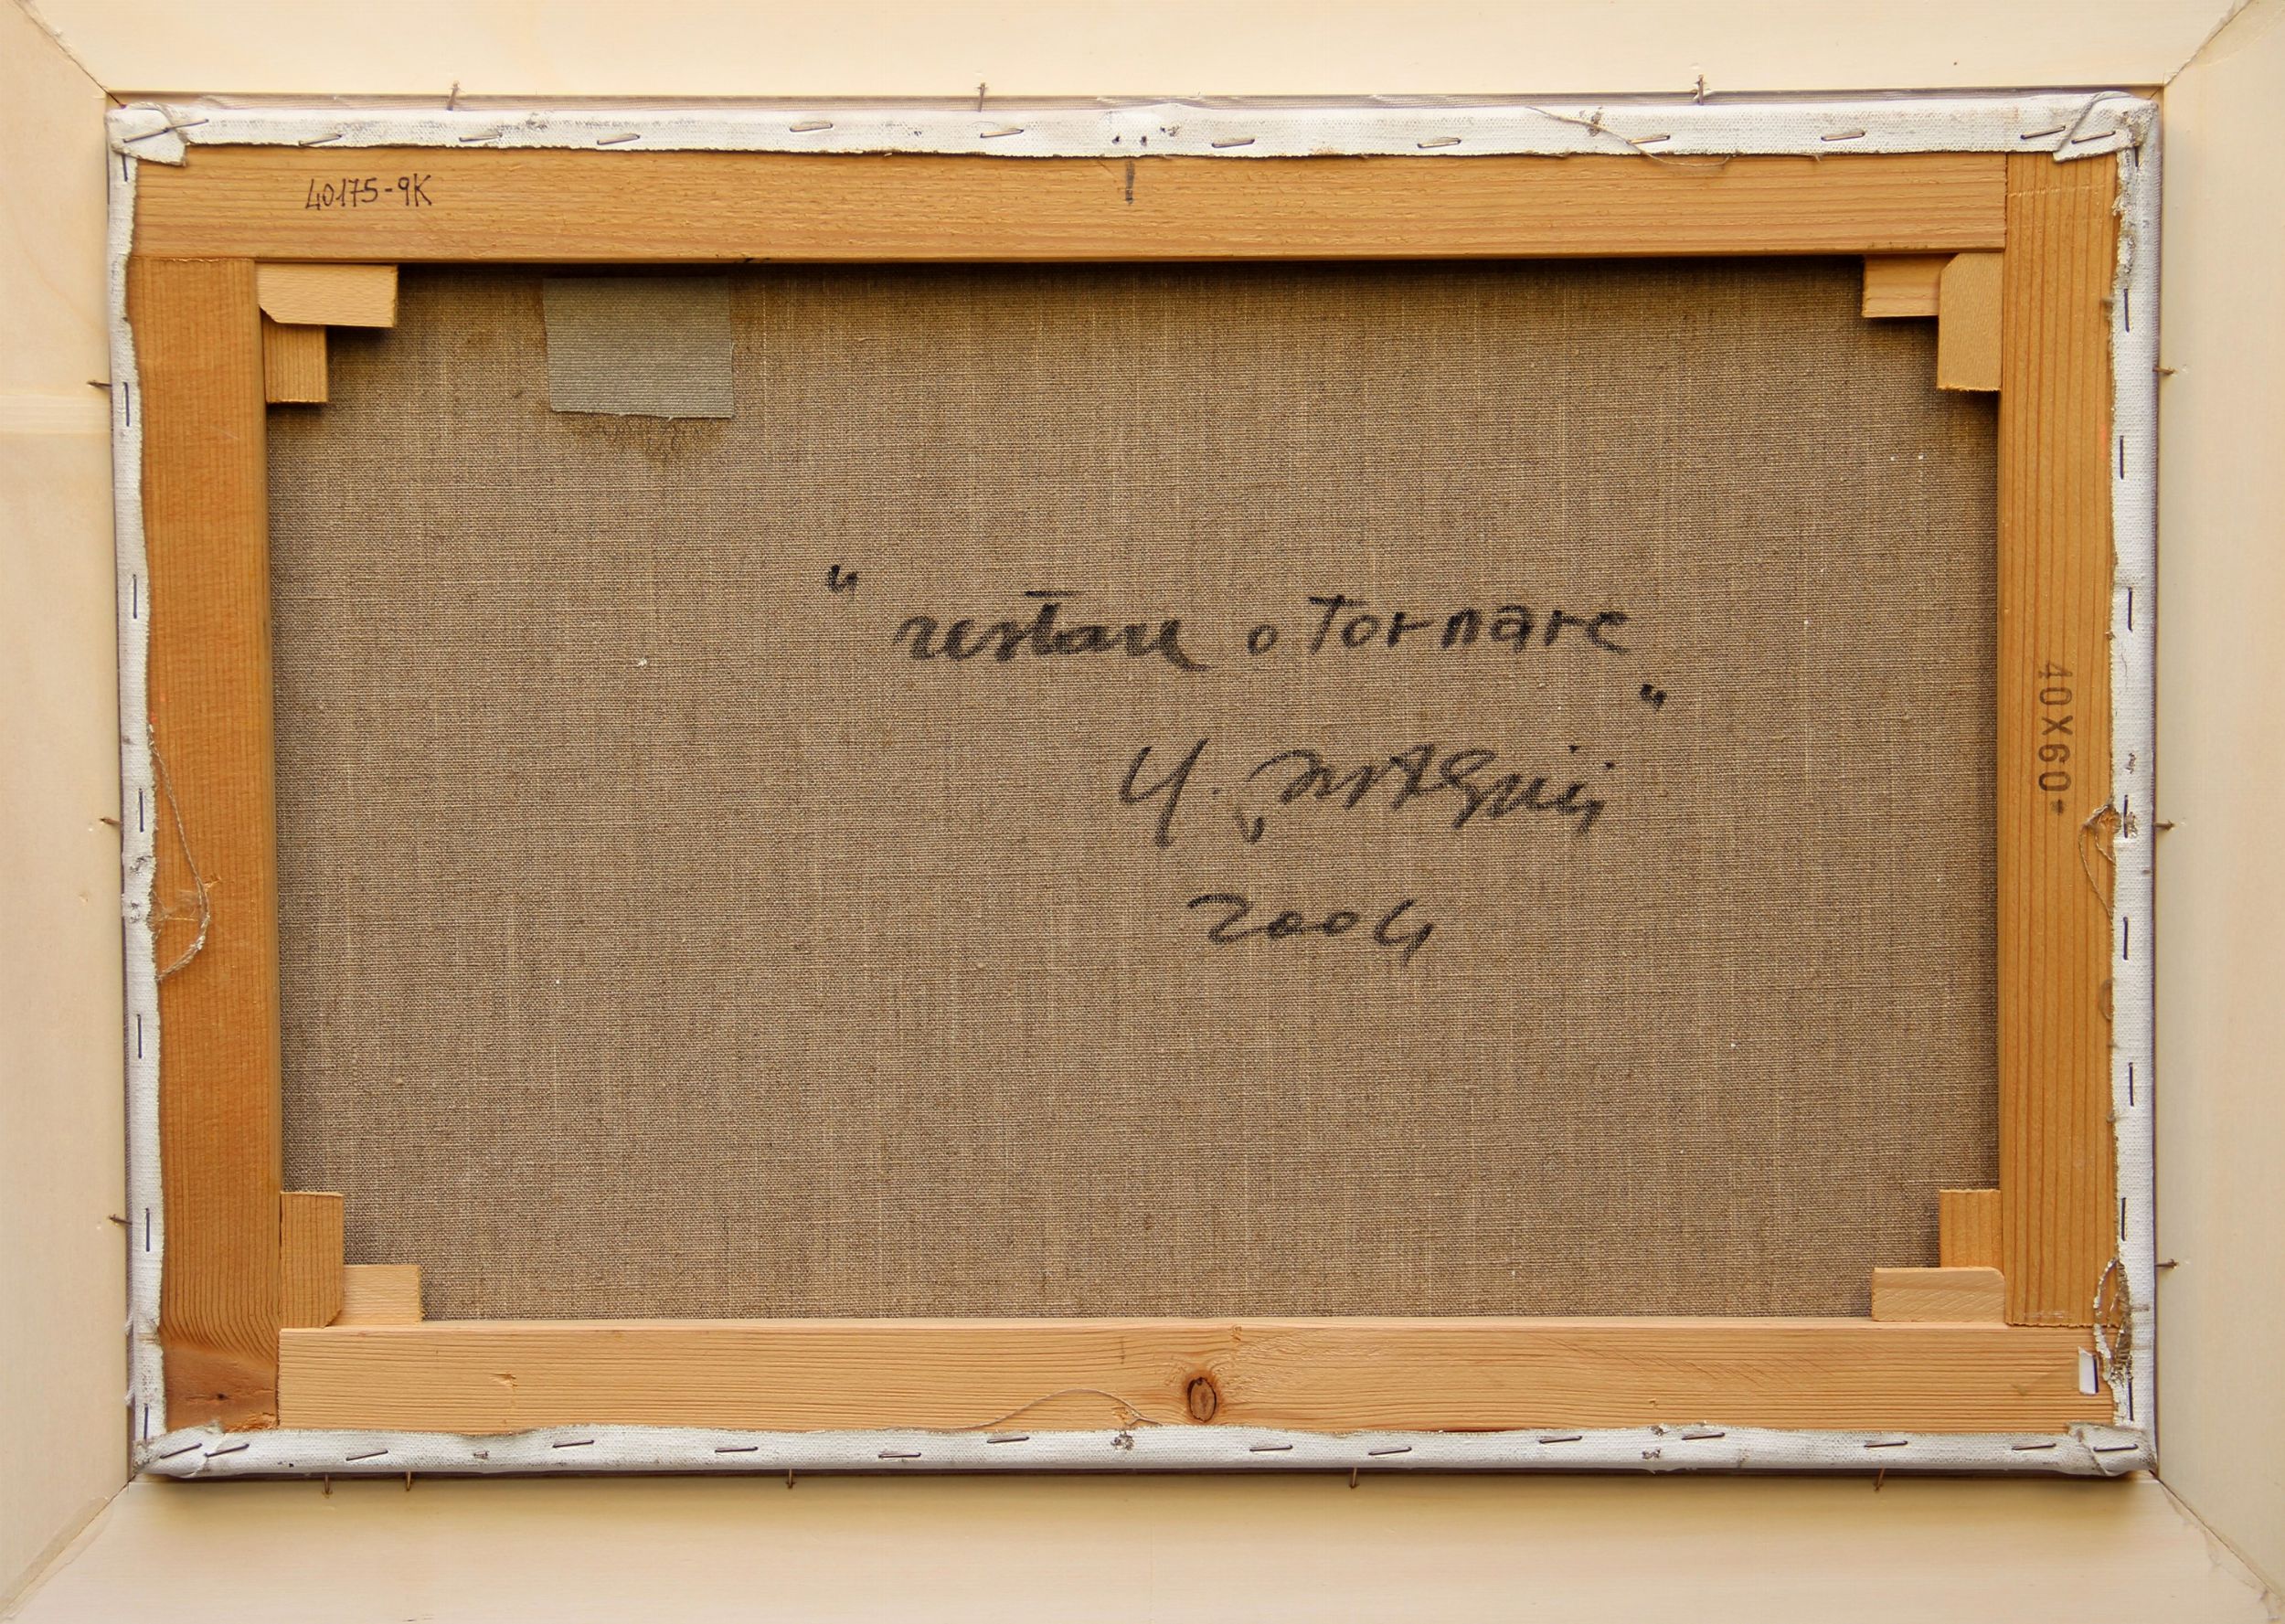 40175-9K
" restare o Tornare "
2004
40X60